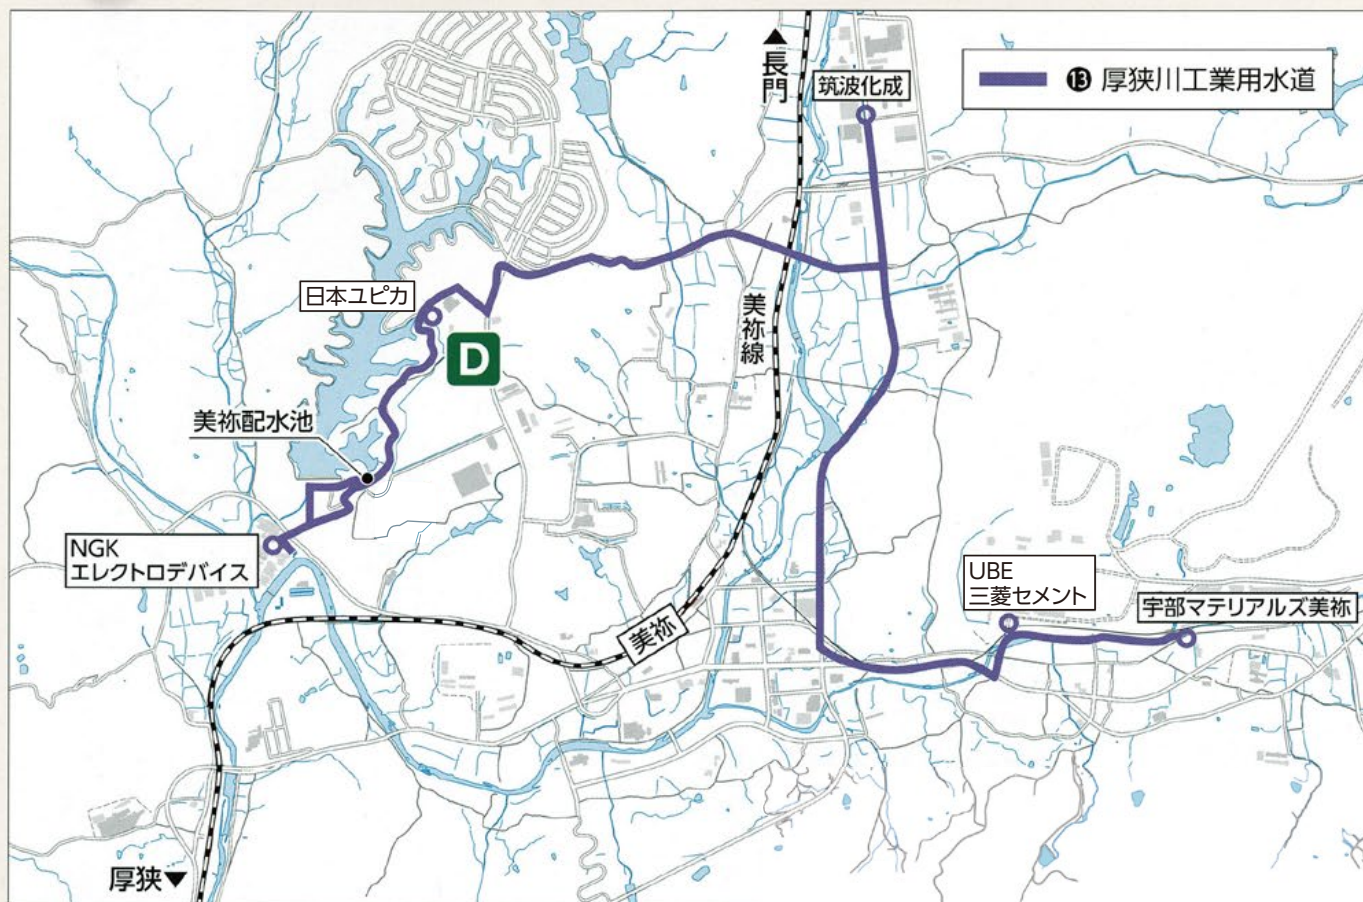 ▲長門
筑波化成
⓭ 厚狭川工業用水道
日本ユピカ
美祢線
D
美祢配水池
NGK
エレクトロデバイス
UBE
三菱セメント
宇部マテリアルズ美祢
美祢
厚狭▼